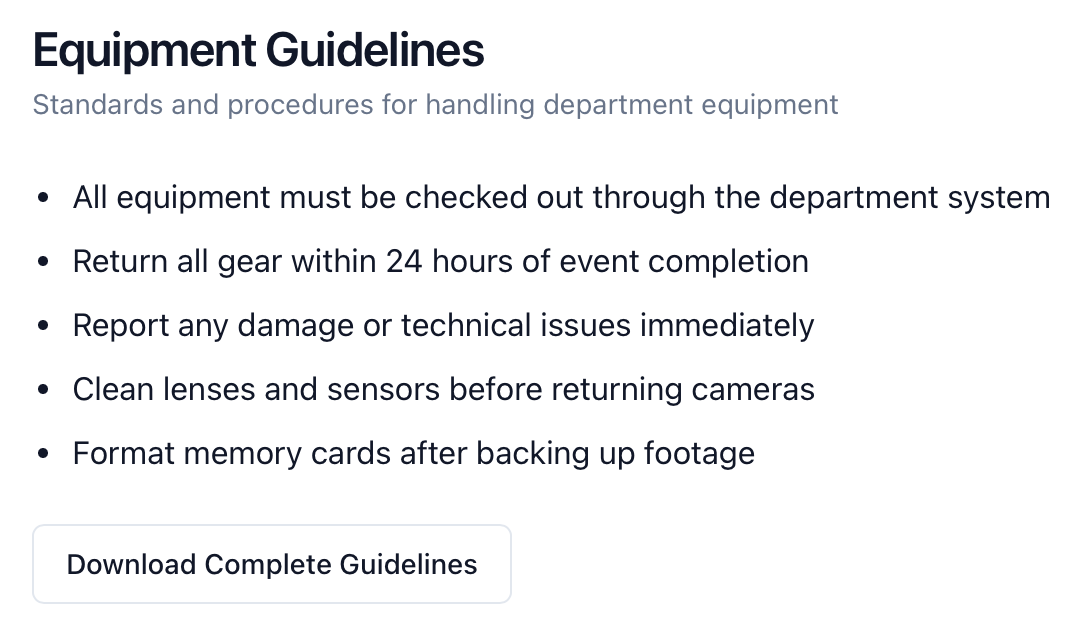 Equipment Guidelines
Standards and procedures for handling department equipment
• All equipment must be checked out through the department system
• Return all gear within 24 hours of event completion
• Report any damage or technical issues immediately
• Clean lenses and sensors before returning cameras
• Format memory cards after backing up footage
Download Complete Guidelines